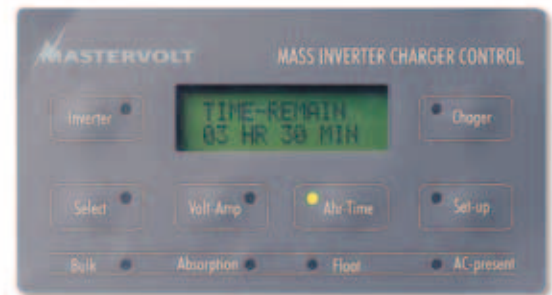 MASTERVOLT MASS INVERTER CHARGER CONTROL
Inverter TIME-REMAIN Chager
03 HR 30 MIN
Select Volt-Amp Ahr-Time Set-up
Bulk Absorption Float AC-present